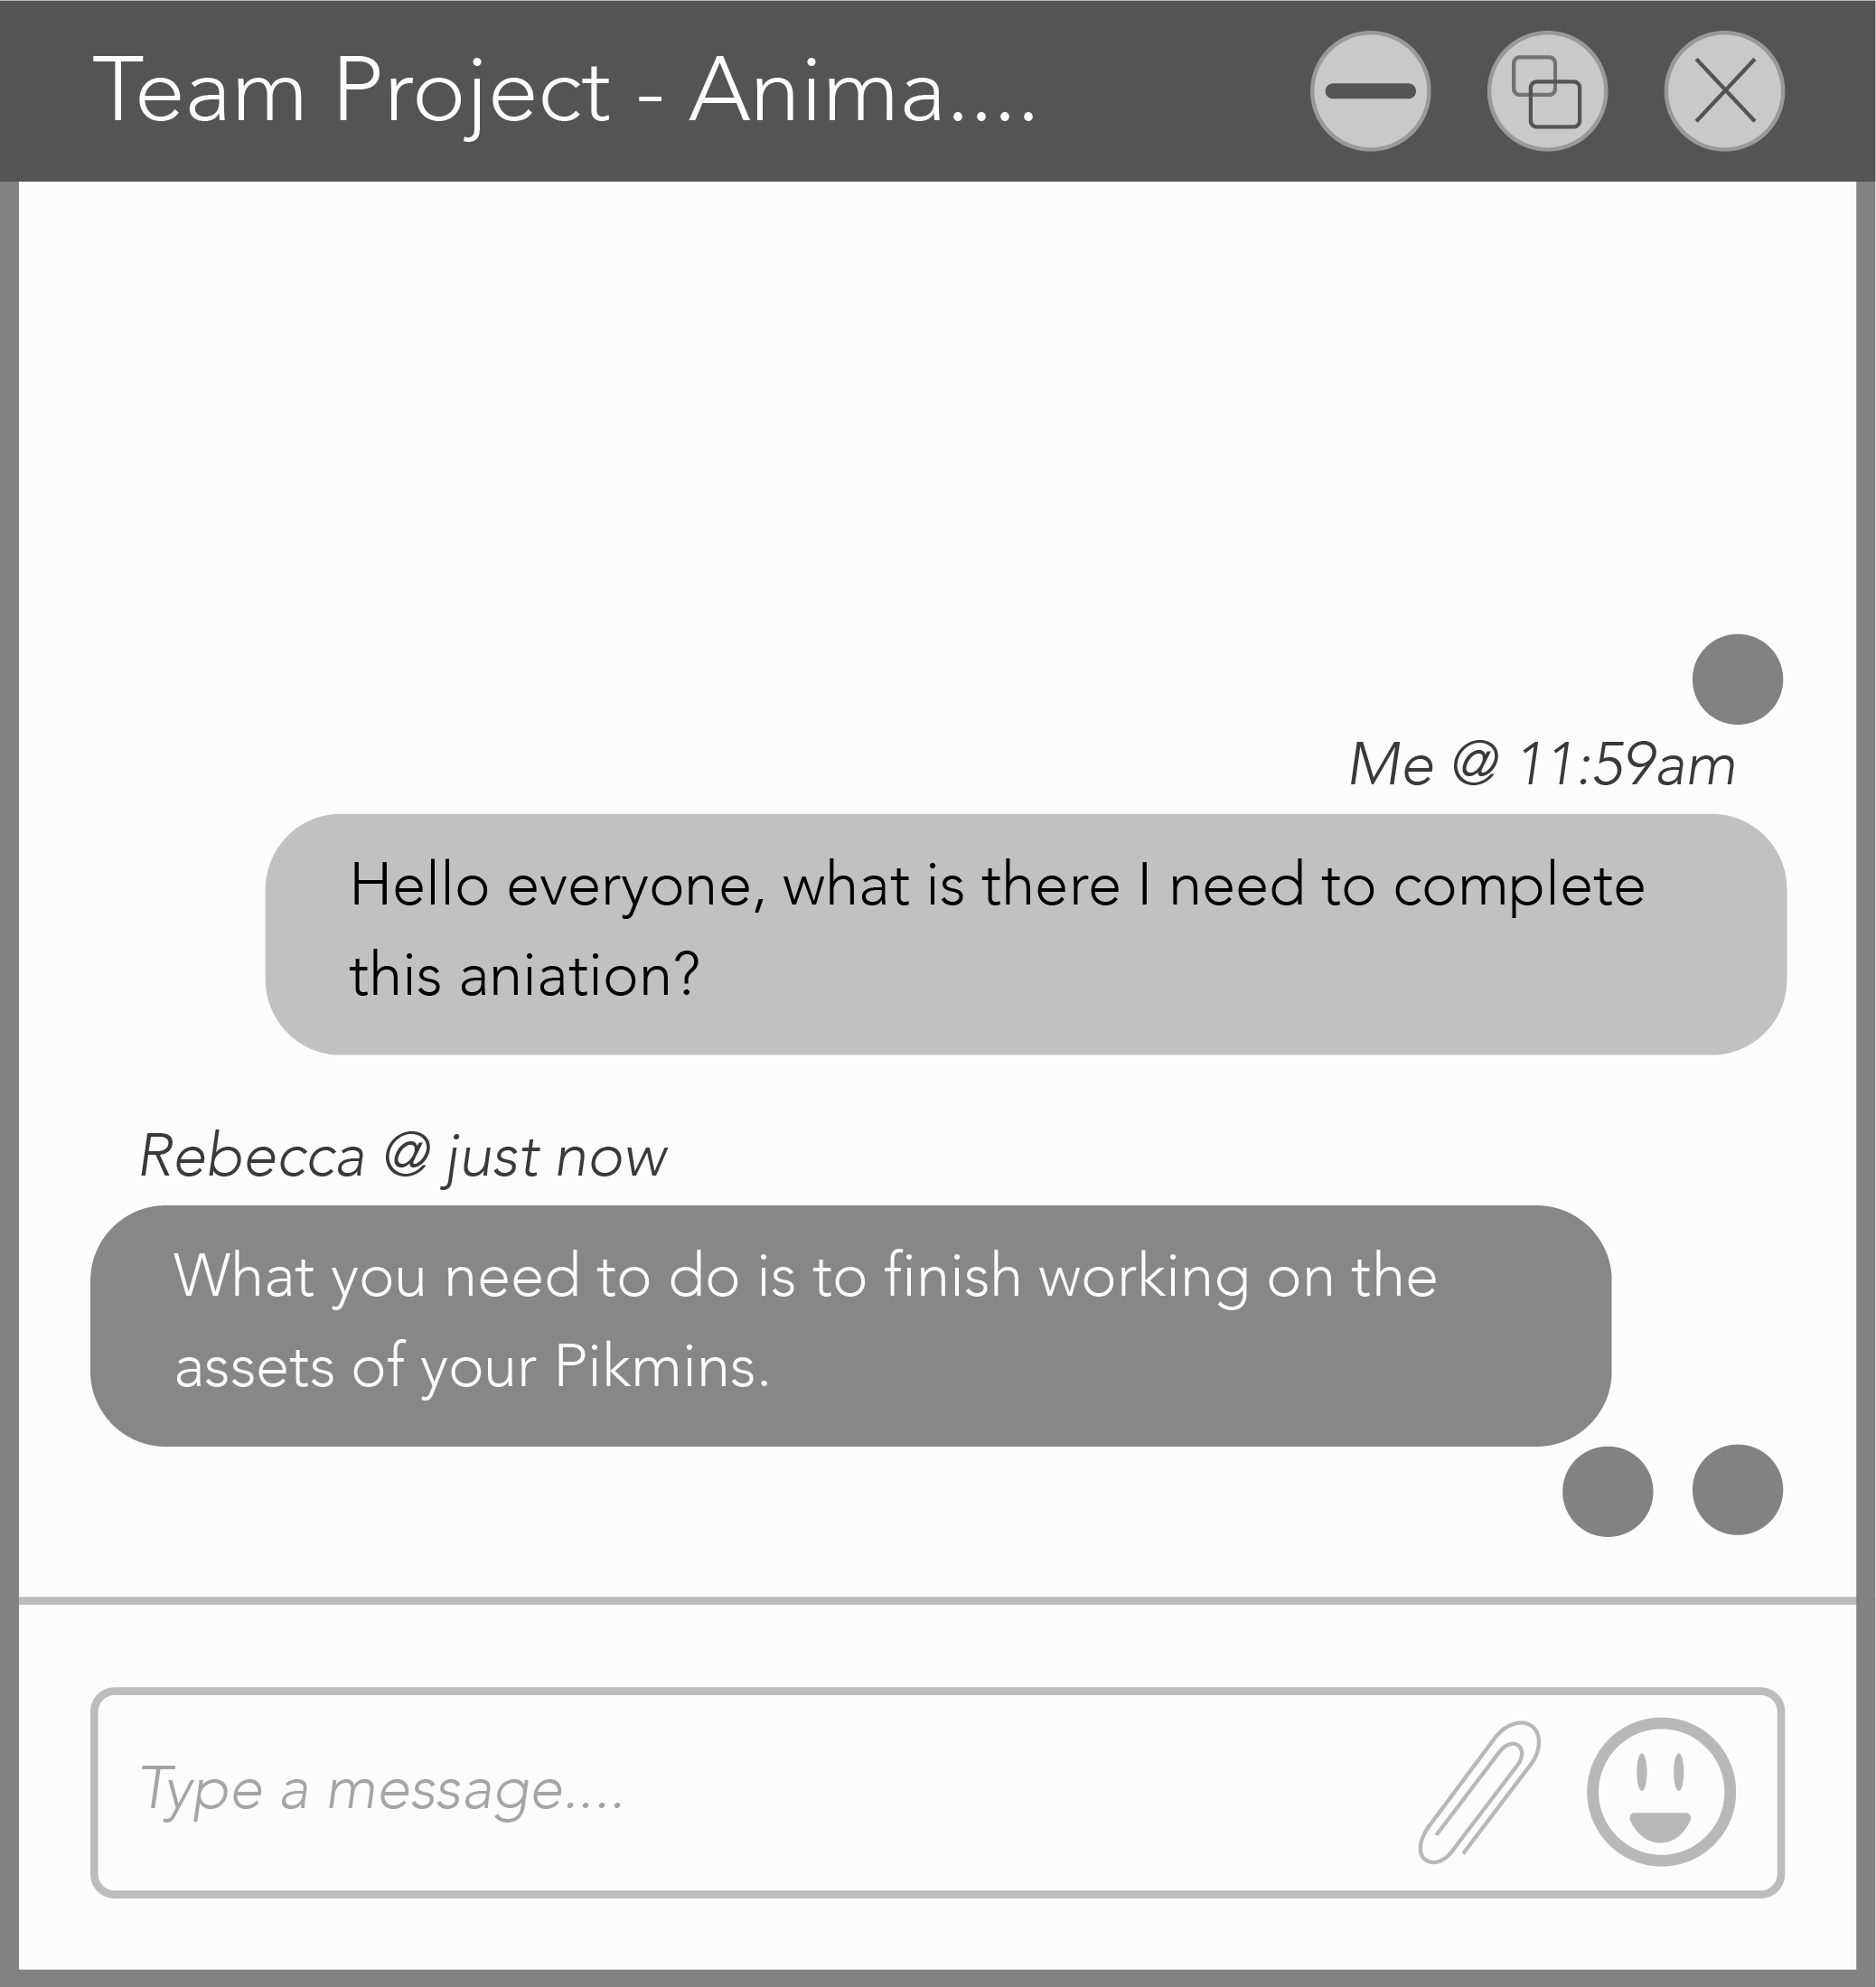 Team Project - Anima....
Me @ 11:59am
Hello everyone, what is there I need to complete
this aniation?
Rebecca @ just now
What you need to do is to finish working on the
assets of your Pikmins.
Type a message....